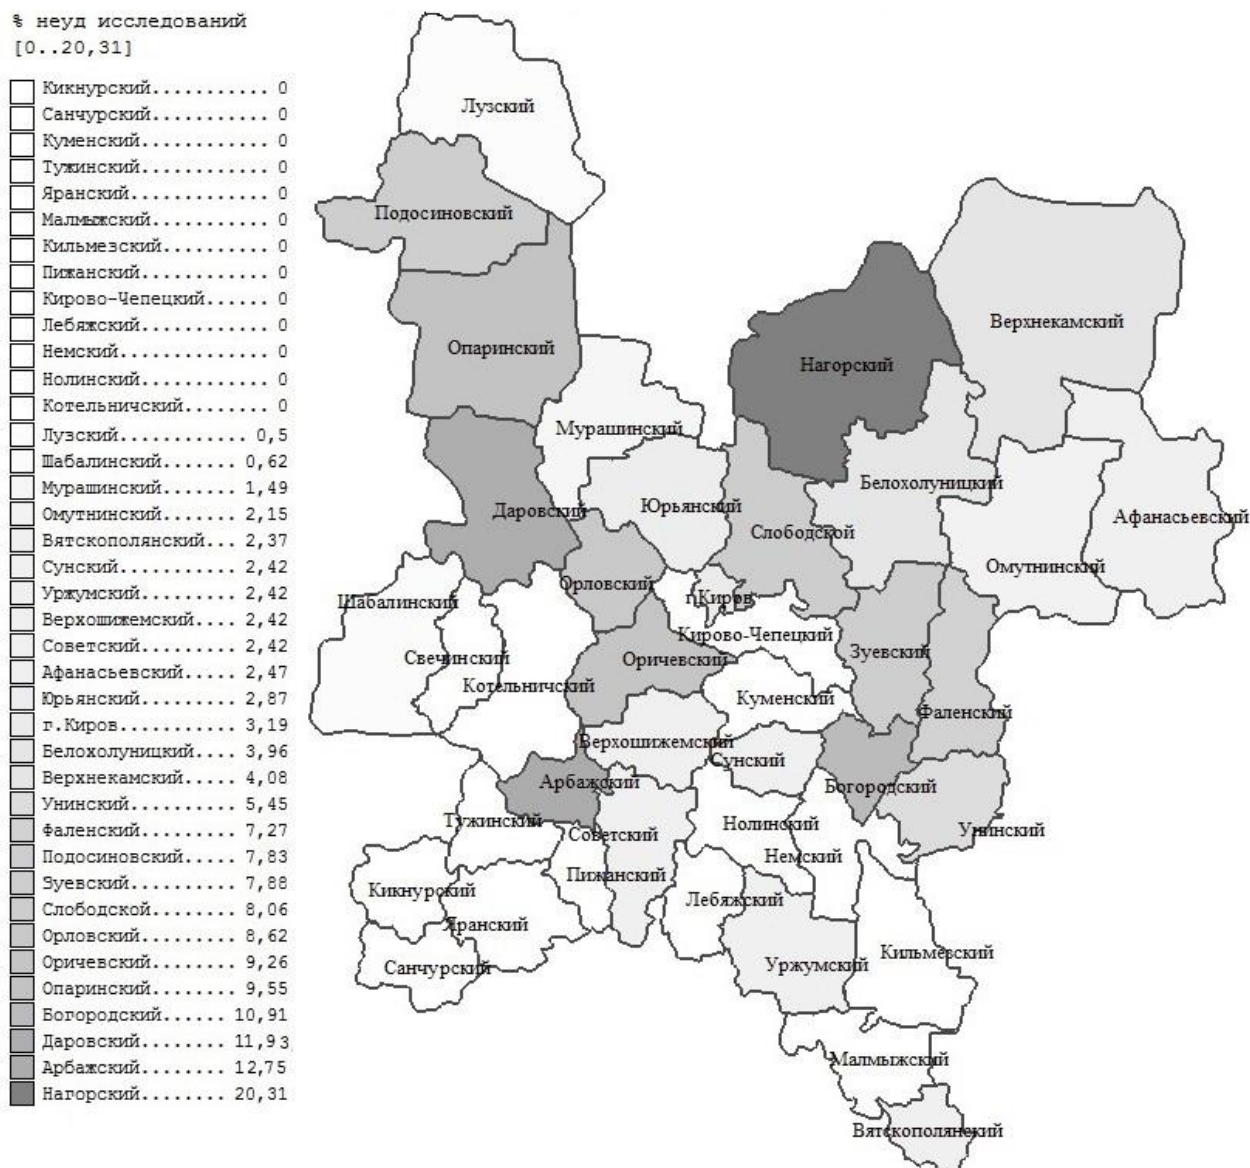 % неуд исследований
[0..20,31]
Кикнурский........... 0
Санчурский........... 0
Куменский............ 0
Тужинский............ 0
Яранский............. 0
Малмыжский........... 0
Кильмезский.......... 0
Пижанский............ 0
Кирово-Чепецкий...... 0
Лебяжский............ 0
Немский.............. 0
Нолинский............ 0
Котельничский........ 0
Лузский............ 0,5
Шабалинский....... 0,62
Мурашинский....... 1,49
Омутнинский....... 2,15
Вятскополянский... 2,37
Сунский........... 2,42
Уржумский......... 2,42
Верхошижемский.... 2,42
Советский......... 2,42
Афанасьевский..... 2,47
Юрьянский......... 2,87
г.Киров........... 3,19
Белохолуницкий.... 3,96
Верхнекамский..... 4,08
Унинский.......... 5,45
Фаленский......... 7,27
Подосиновский..... 7,83
Зуевский.......... 7,88
Слободской........ 8,06
Орловский......... 8,62
Оричевский........ 9,26
Опаринский........ 9,55
Богородский...... 10,91
Даровский........ 11,93
Арбажский........ 12,75
Нагорский........ 20,31
Лузский
Подосиновский
Опаринский
Верхнекамский
Нагорский
Мурашинский
Белохолуницкий
Юрьянский
Даровский
Слободской
Афанасьевский
Омутнинский
Орловский
г.Киров
Шабалинский
Кирово-Чепецкий
Свечинский
Оричевский
Зуевский
Котельничский
Куменский
Фаленский
Верхошижемский
Сунский
Арбажский
Богородский
Тужинский
Советский
Нолинский
Унинский
Немский
Пижанский
Кикнурский
Лебяжский
Яранский
Кильмезский
Санчурский
Уржумский
Малмыжский
Вятскополянский